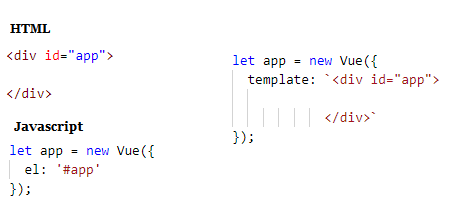 HTML
<div id="app">
</div>
Javascript
let app = new Vue({
  el: '#app'
});
let app = new Vue({
  template: `<div id="app">
            </div>`
});